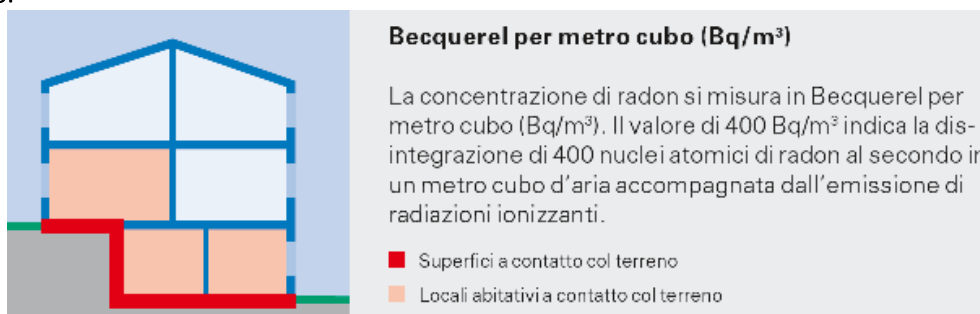 Becquerel per metro cubo (Bq/m³)
La concentrazione di radon si misura in Becquerel per
metro cubo (Bq/m³). Il valore di 400 Bq/m³ indica la dis-
integrazione di 400 nuclei atomici di radon al secondo in
un metro cubo d'aria accompagnata dall'emissione di
radiazioni ionizzanti.
Superfici a contatto col terreno
Locali abitativi a contatto col terreno